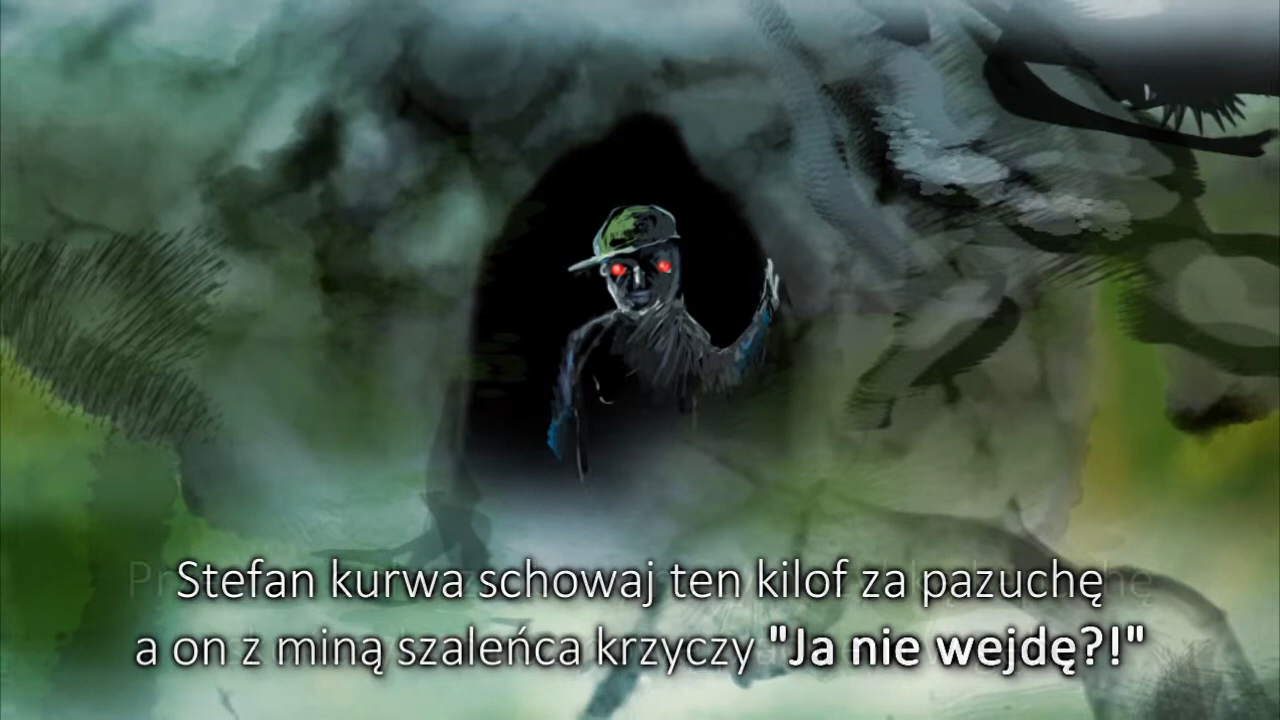 Stefan kurwa schowaj ten kilof za pazuchę
a on z miną szaleńca krzyczy "Ja nie wejdę?!"